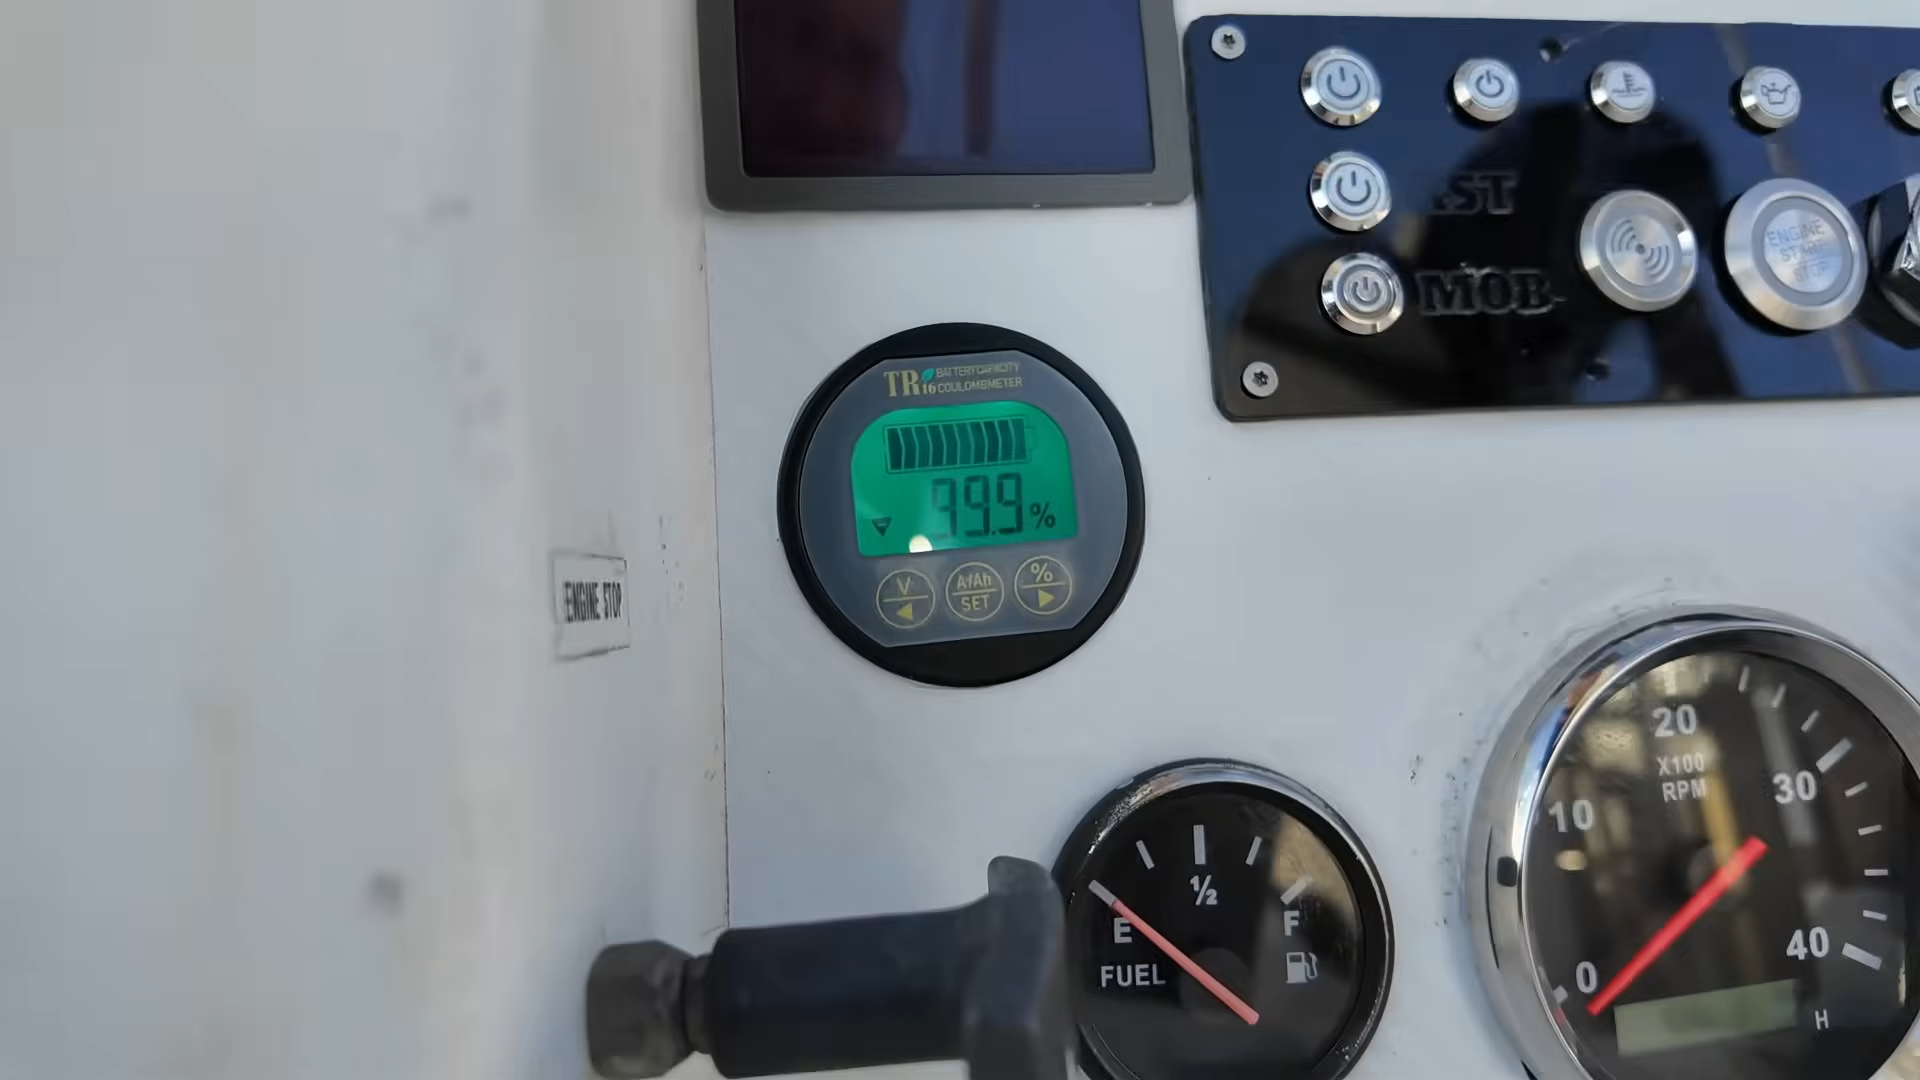 TR16 BATTERY CAPACITY
COULOMBMETER
99.9%
V
A/Ah
SET
%
ENGINE STOP
ST
MOB
ENGINE
START
STOP
20
X100
RPM
10
30
40
0
H
1/2
E
F
FUEL